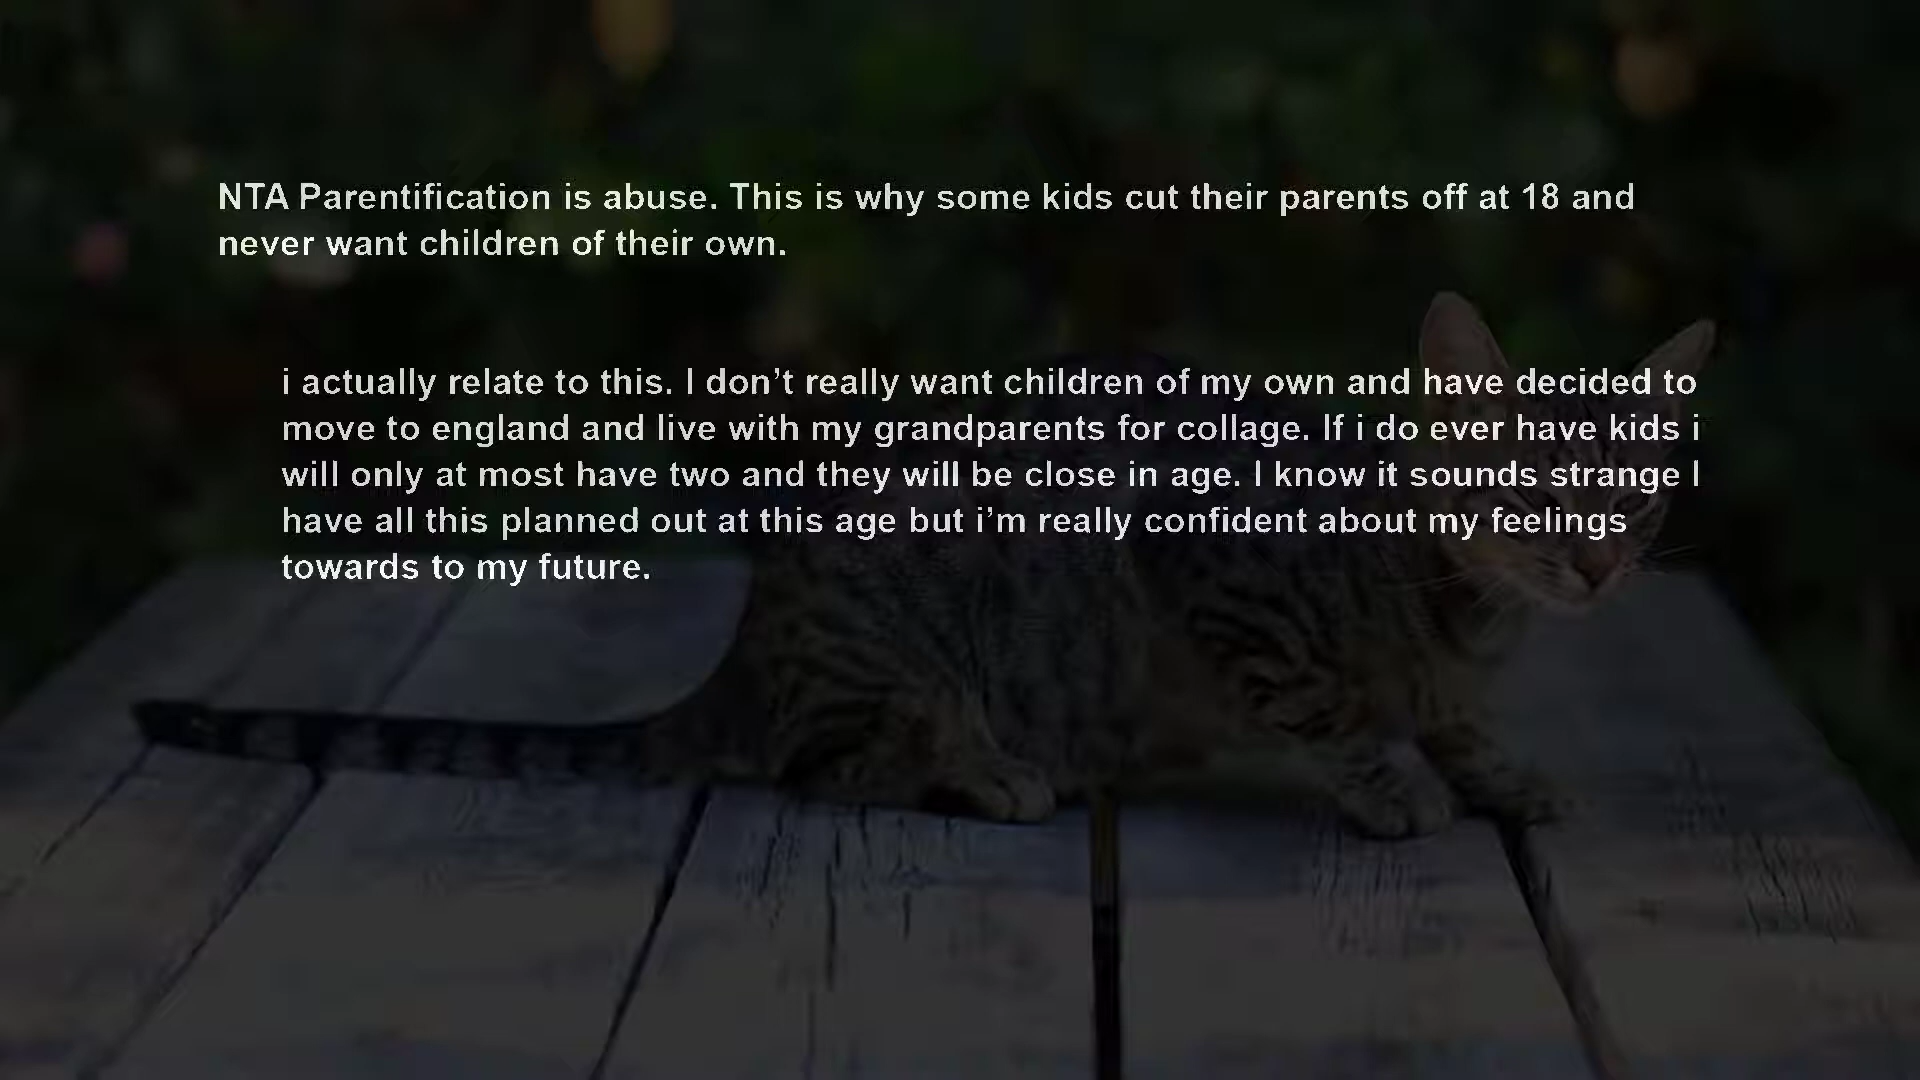 NTA Parentification is abuse. This is why some kids cut their parents off at 18 and
never want children of their own.
i actually relate to this. I don’t really want children of my own and have decided to
move to england and live with my grandparents for collage. If i do ever have kids i
will only at most have two and they will be close in age. I know it sounds strange I
have all this planned out at this age but i’m really confident about my feelings
towards to my future.